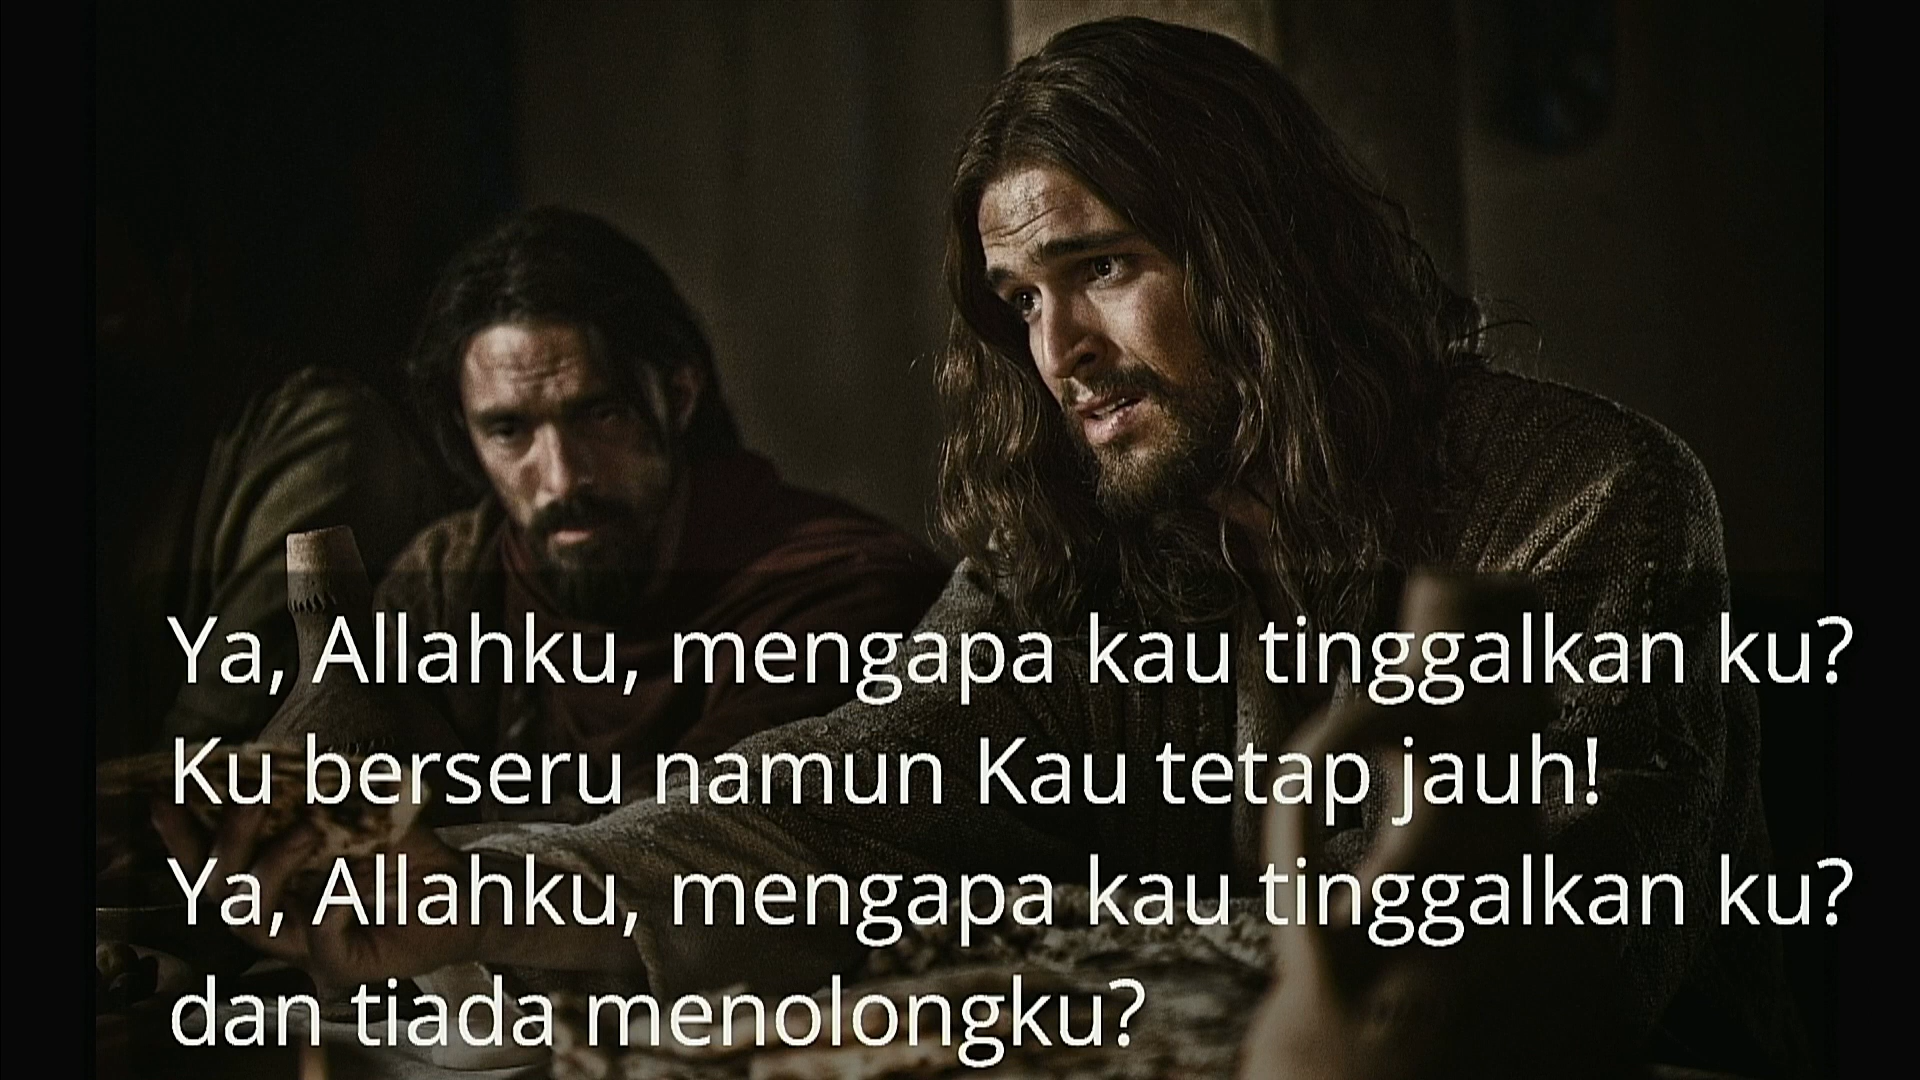 Ya, Allahku, mengapa kau tinggalkan ku?
Ku berseru namun Kau tetap jauh!
Ya, Allahku, mengapa kau tinggalkan ku?
dan tiada menolongku?